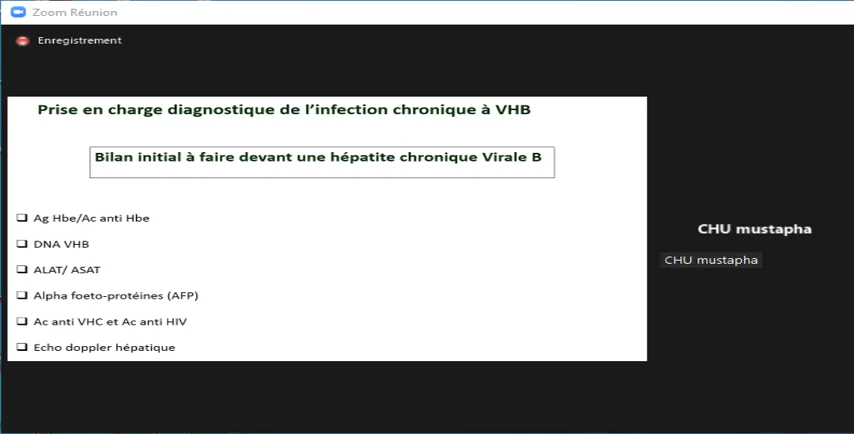 Zoom Réunion
Enregistrement
Prise en charge diagnostique de l’infection chronique à VHB
Bilan initial à faire devant une hépatite chronique Virale B
Ag Hbe/Ac anti Hbe
DNA VHB
ALAT/ ASAT
Alpha foeto-protéines (AFP)
Ac anti VHC et Ac anti HIV
Echo doppler hépatique
CHU mustapha
CHU mustapha